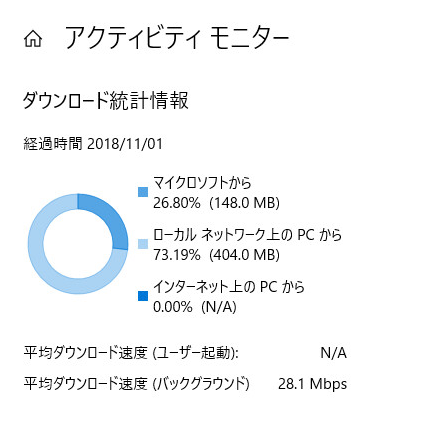 アクティビティ モニター
ダウンロード統計情報
経過時間 2018/11/01
マイクロソフトから
26.80% (148.0 MB)
ローカル ネットワーク上の PC から
73.19% (404.0 MB)
インターネット上の PC から
0.00% (N/A)
平均ダウンロード速度 (ユーザー起動): N/A
平均ダウンロード速度 (バックグラウンド) 28.1 Mbps